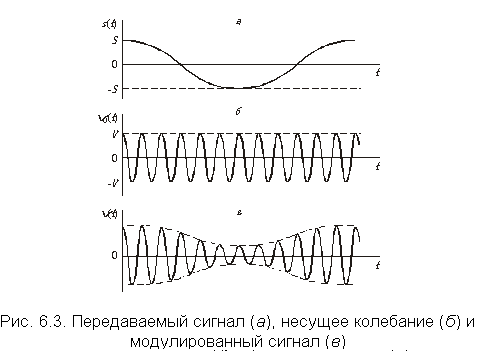 s(t) а
S
0
t
-S
v₀(t) б
V
0
t
-V
v(t) в
0
t
Рис. 6.3. Передаваемый сигнал (а), несущее колебание (б) и
модулированный сигнал (в)